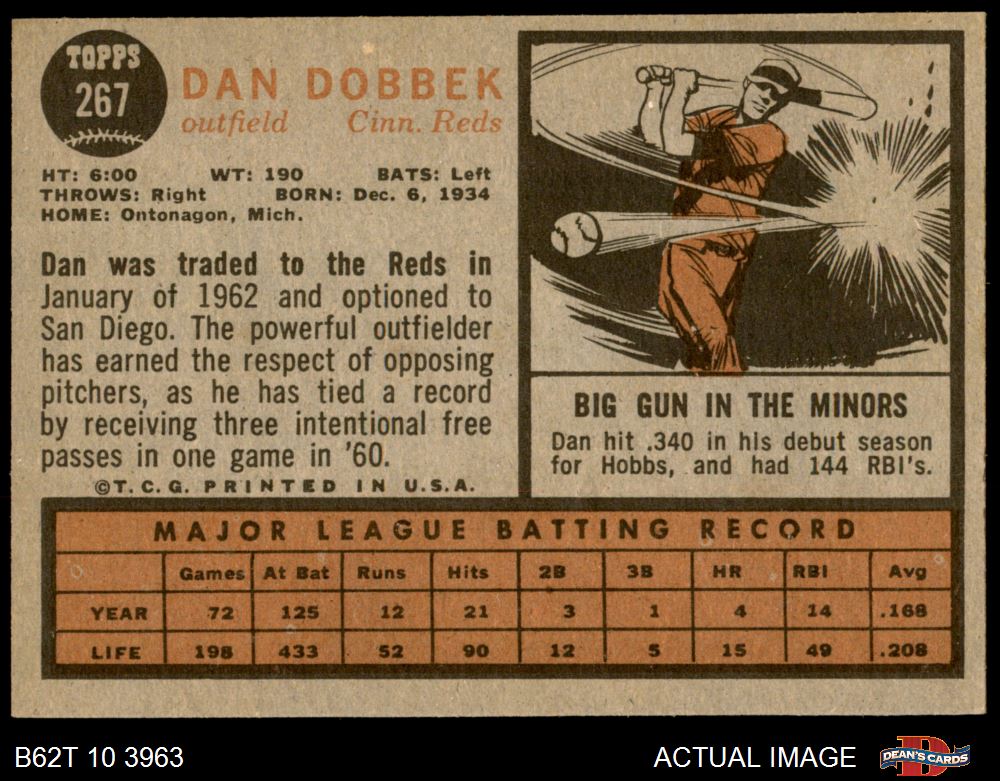 TOPPS
267
DAN DOBBEK
outfield Cinn. Reds
HT: 6:00 WT: 190 BATS: Left
THROWS: Right BORN: Dec. 6, 1934
HOME: Ontonagon, Mich.
Dan was traded to the Reds in
January of 1962 and optioned to
San Diego. The powerful outfielder
has earned the respect of opposing
pitchers, as he has tied a record
by receiving three intentional free
passes in one game in '60.
©T.C.G. PRINTED IN U.S.A.
BIG GUN IN THE MINORS
Dan hit .340 in his debut season
for Hobbs, and had 144 RBI's.
MAJOR LEAGUE BATTING RECORD
Games At Bat Runs Hits 2B 3B HR RBI Avg
YEAR 72 125 12 21 3 1 4 14 .168
LIFE 198 433 52 90 12 5 15 49 .208
B62T 10 3963 ACTUAL IMAGE DEAN'S CARDS